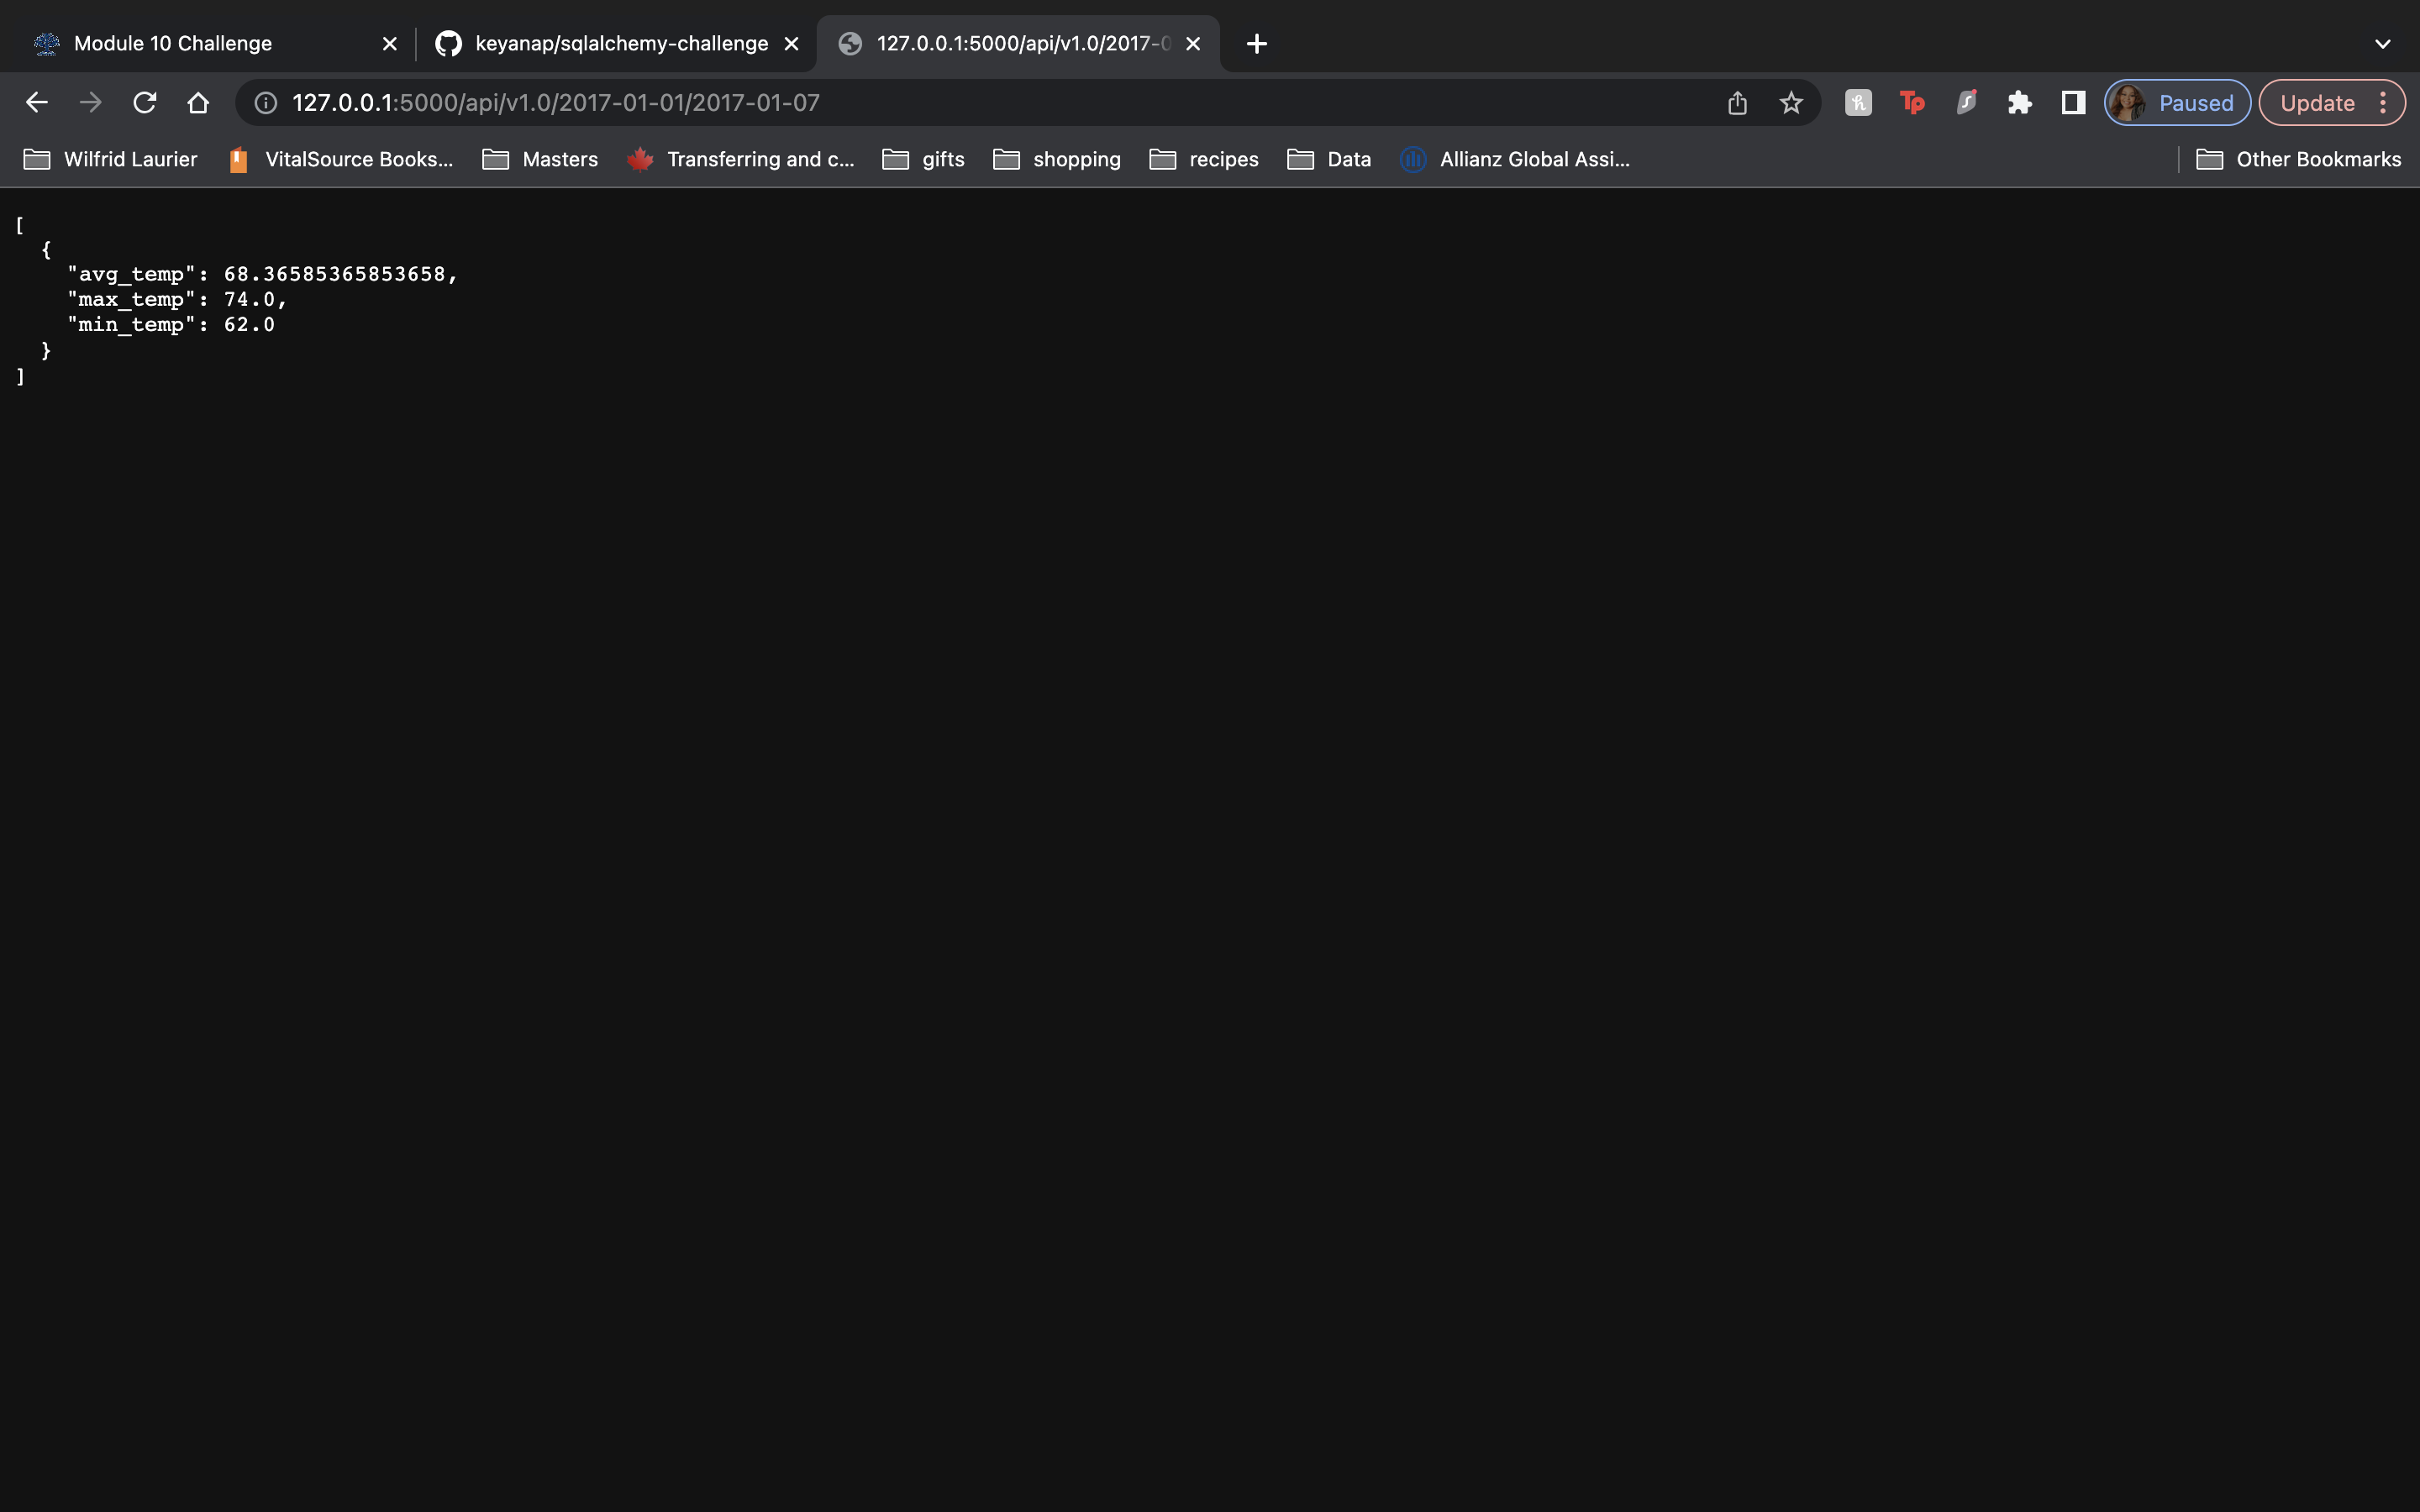 Module 10 Challenge
keyanap/sqlalchemy-challenge
127.0.0.1:5000/api/v1.0/2017-0
127.0.0.1:5000/api/v1.0/2017-01-01/2017-01-07
Tp
Paused
Update
Wilfrid Laurier
VitalSource Books...
Masters
Transferring and c...
gifts
shopping
recipes
Data
Allianz Global Assi...
Other Bookmarks
[
{
"avg_temp": 68.36585365853658,
"max_temp": 74.0,
"min_temp": 62.0
}
]